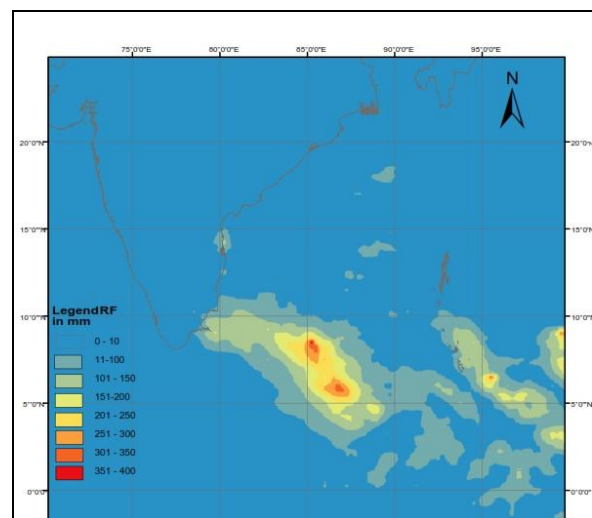 75°0'0"E 80°0'0"E 85°0'0"E 90°0'0"E 95°0'0"E
N
20°0'0"N 20°0'0"N
15°0'0"N 15°0'0"N
10°0'0"N 10°0'0"N
LegendRF
in mm
0 - 10
11-100
101 - 150
151-200
201 - 250
251 - 300
301 - 350
351 - 400
5°0'0"N 5°0'0"N
0°0'0"N 0°0'0"N